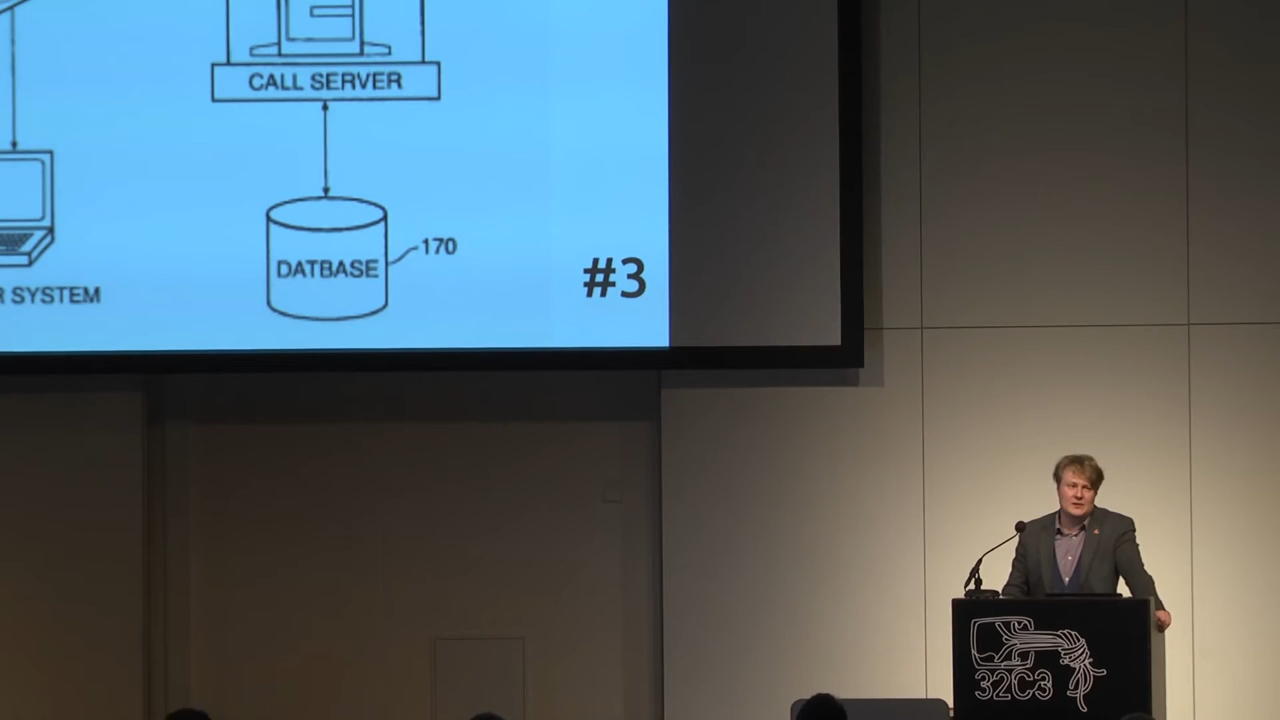 CALL SERVER
DATBASE
170
R SYSTEM
#3
32C3